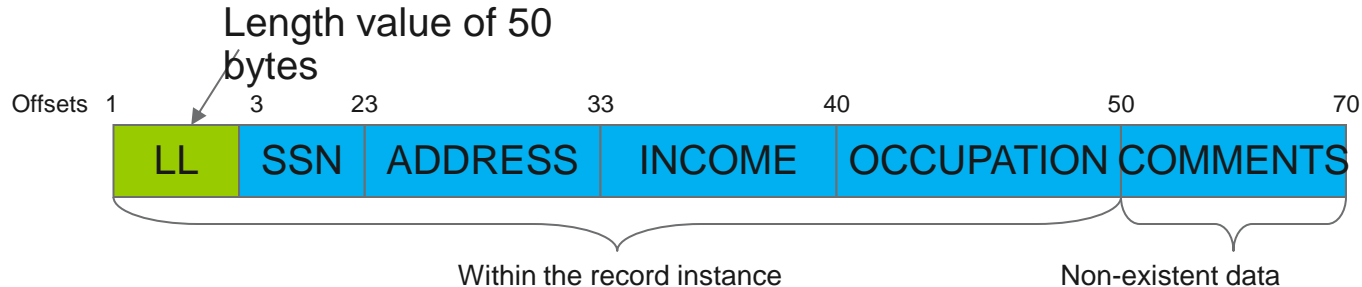 Length value of 50
bytes
Offsets 1 3 23 33 40 50 70
LL SSN ADDRESS INCOME OCCUPATION COMMENTS
Within the record instance Non-existent data